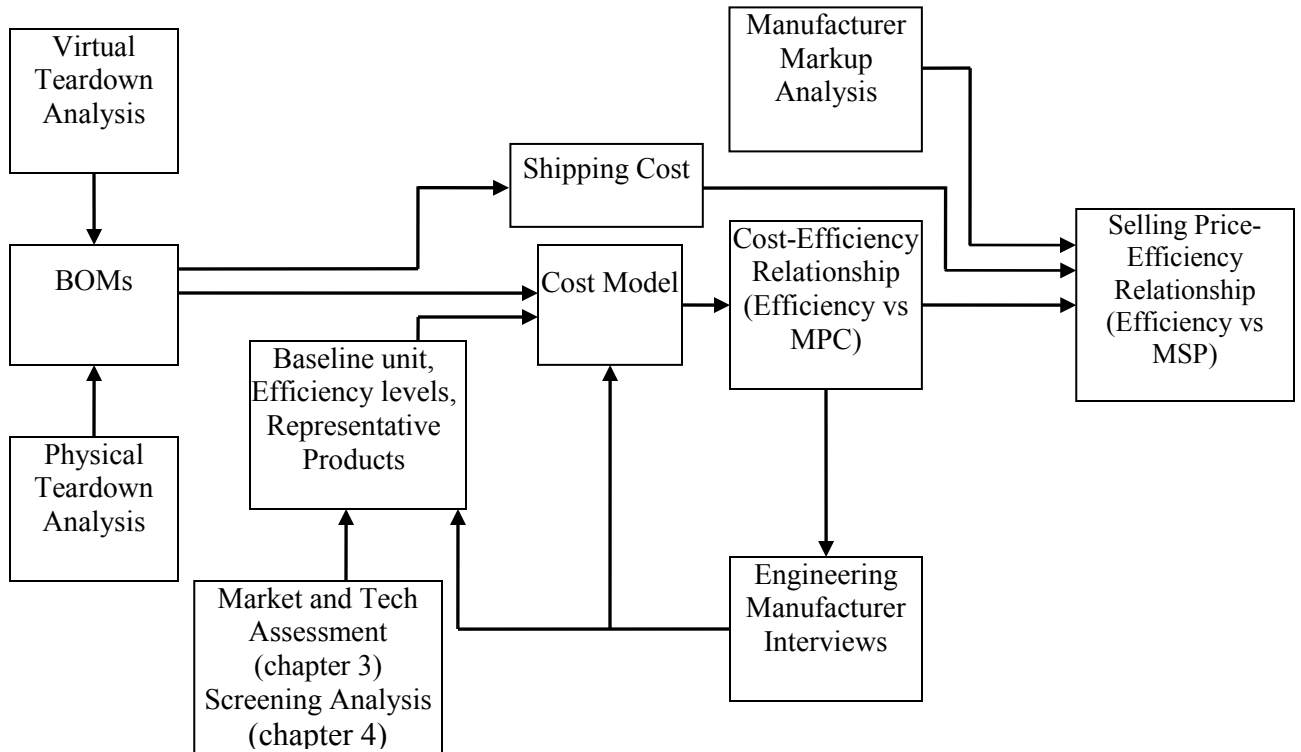 Virtual
Teardown
Analysis
Manufacturer
Markup
Analysis
Shipping Cost
BOMs
Cost Model
Cost-Efficiency
Relationship
(Efficiency vs
MPC)
Selling Price-
Efficiency
Relationship
(Efficiency vs
MSP)
Baseline unit,
Efficiency levels,
Representative
Products
Physical
Teardown
Analysis
Market and Tech
Assessment
(chapter 3)
Screening Analysis
(chapter 4)
Engineering
Manufacturer
Interviews